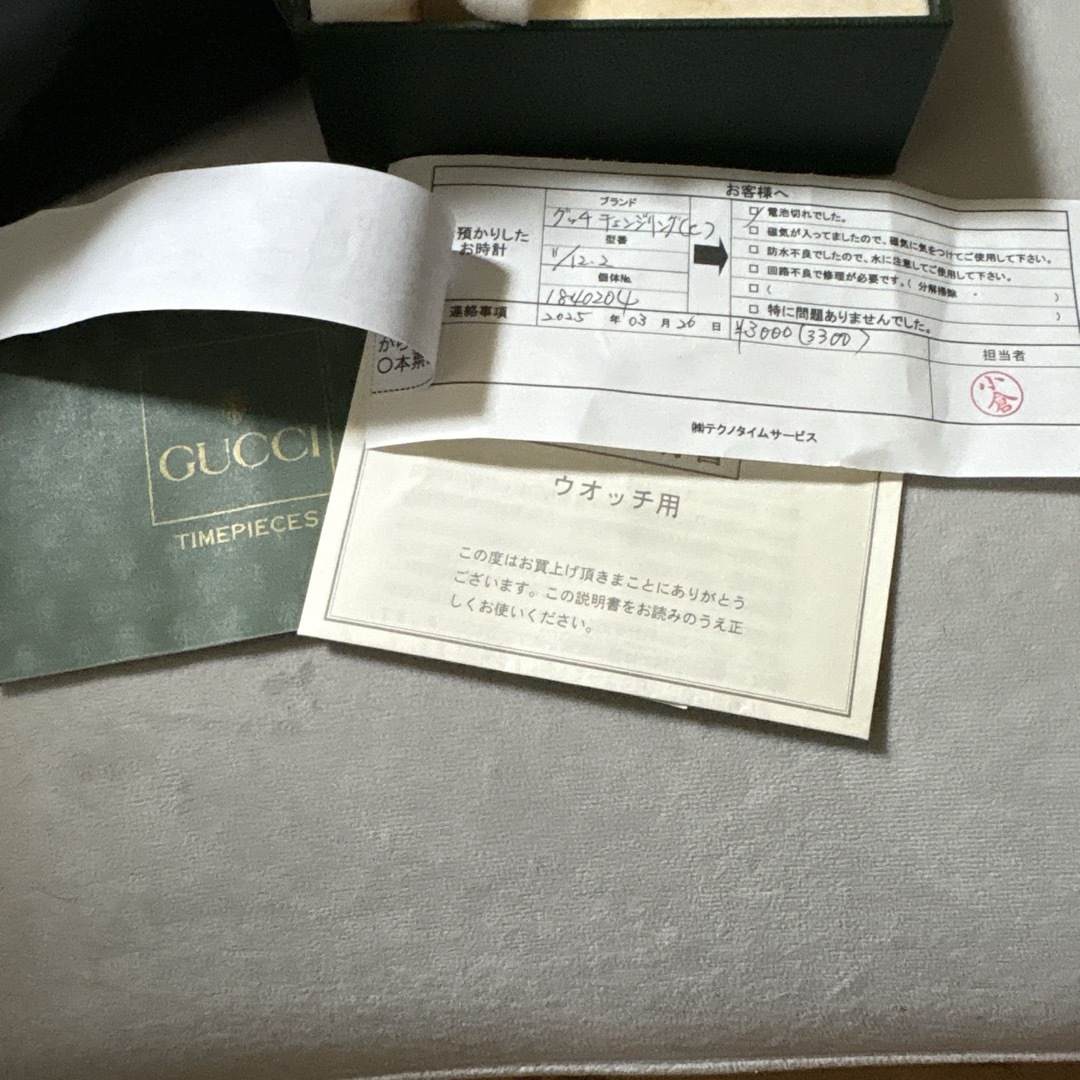 お客様へ
預かりした
お時計
ブランド
グッチ チェンジリング(C)
型番
11/12.2
個体№
1840204
電池切れでした。
磁気が入ってましたので、磁気に気をつけてご使用して下さい。
防水不良でしたので、水に注意してご使用して下さい。
回路不良で修理が必要です。( 分解掃除 ・ )
( )
特に問題ありませんでした。
連絡事項
2025 年 03 月 26 日
¥3000(3300)
担当者
小倉
㈱テクノタイムサービス
から
〇本票
GUCCI
TIMEPIECES
ウオッチ用
この度はお買上げ頂きまことにありがとう
ございます。この説明書をお読みのうえ正
しくお使いください。